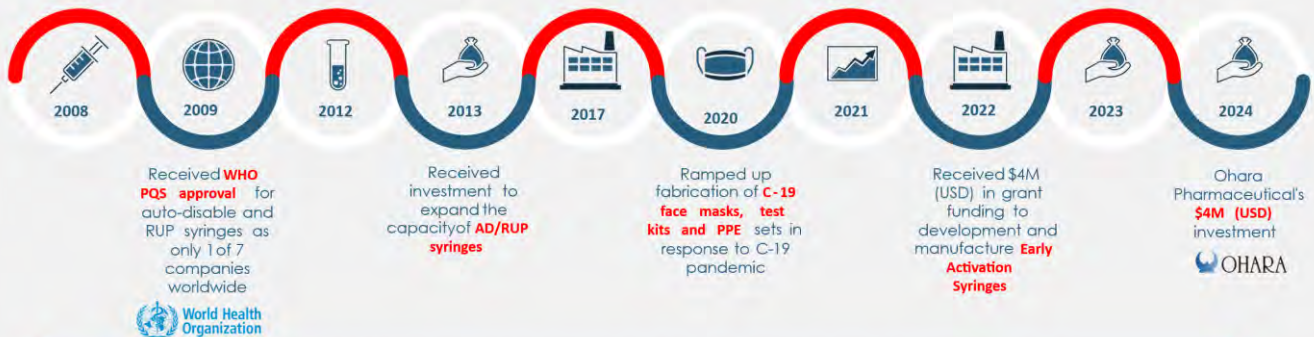 2008
2009
2012
2013
2017
2020
2021
2022
2023
2024
Received WHO
PQS approval for
auto-disable and
RUP syringes as
only 1 of 7
companies
worldwide
World Health
Organization
Received
investment to
expand the
capacityof AD/RUP
syringes
Ramped up
fabrication of C-19
face masks, test
kits and PPE sets in
response to C-19
pandemic
Received $4M
(USD) in grant
funding to
development and
manufacture Early
Activation
Syringes
Ohara
Pharmaceutical's
$4M (USD)
investment
OHARA